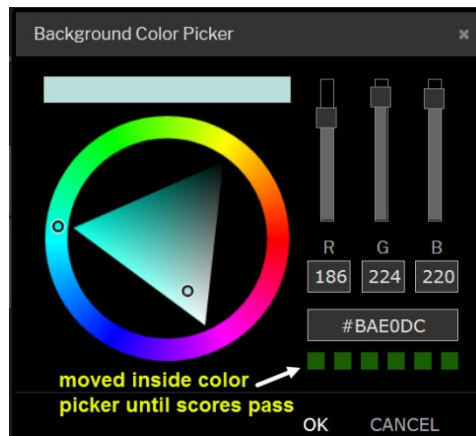 Background Color Picker ×
R G B
186 224 220
#BAE0DC
moved inside color
picker until scores pass
OK CANCEL